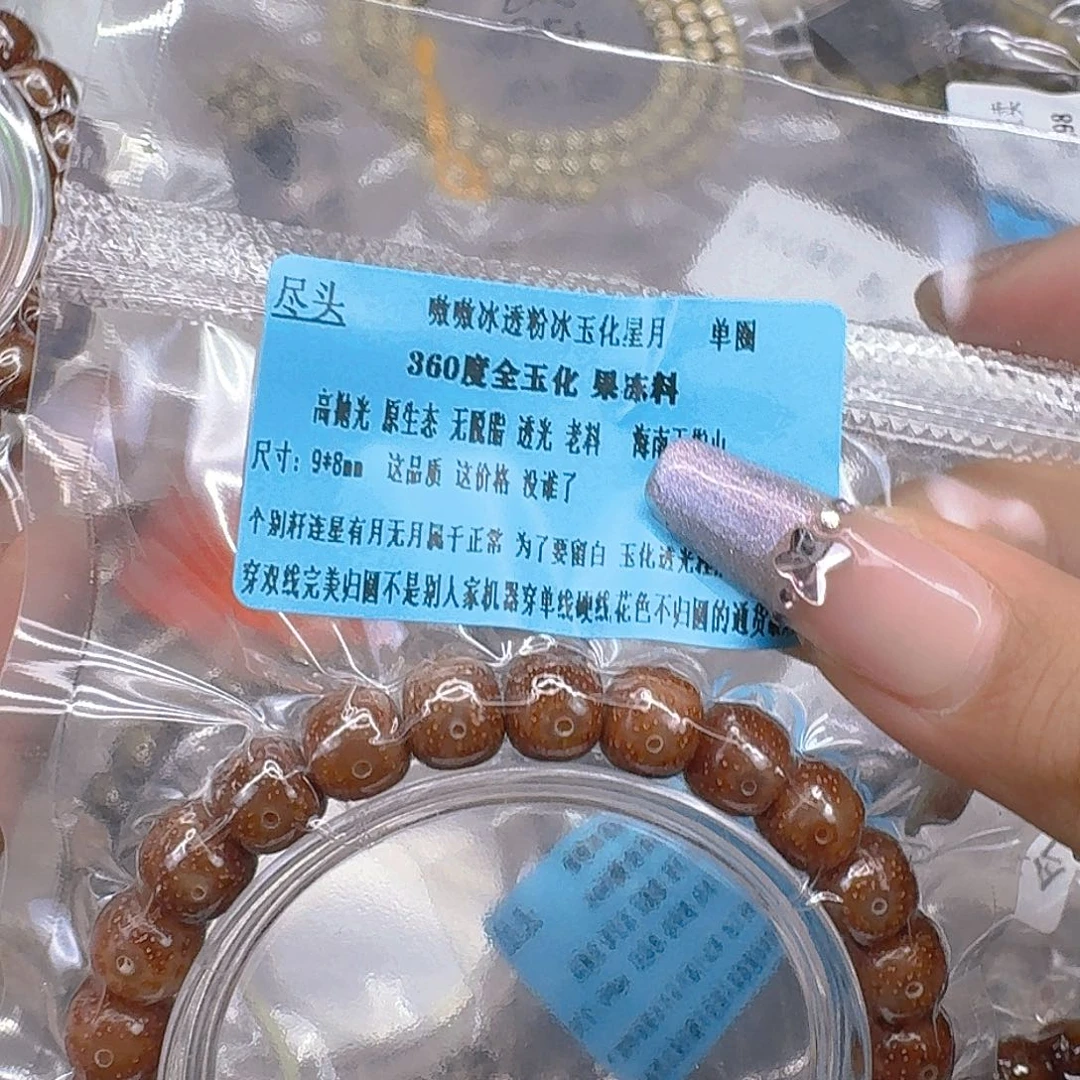 尽头
嗷嗷冰透粉冰玉化星月 单圈
360度全玉化 果冻料
高抛光 原生态 无脱脂 透光 老料 海南
尺寸：9*8mm 这品质 这价格 没谁了
个别籽连星有月无月属于正常 为了要留白 玉化透光
穿双线完美归圆不是别人家机器穿单线硬线花色不归圆的通货
98